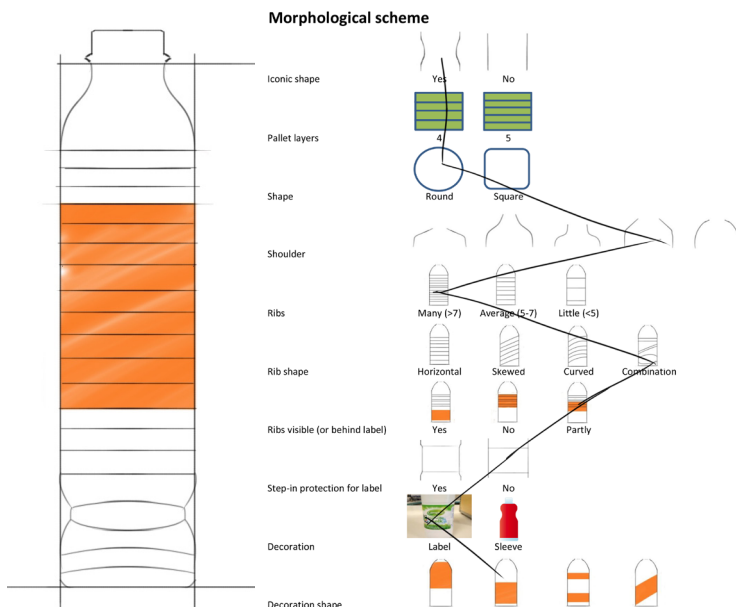 Morphological scheme
Iconic shape Yes No
Pallet layers 4 5
Shape Round Square
Shoulder
Ribs Many (>7) Average (5-7) Little (<5)
Rib shape Horizontal Skewed Curved Combination
Ribs visible (or behind label) Yes No Partly
Step-in protection for label Yes No
Decoration Label Sleeve
Decoration shape